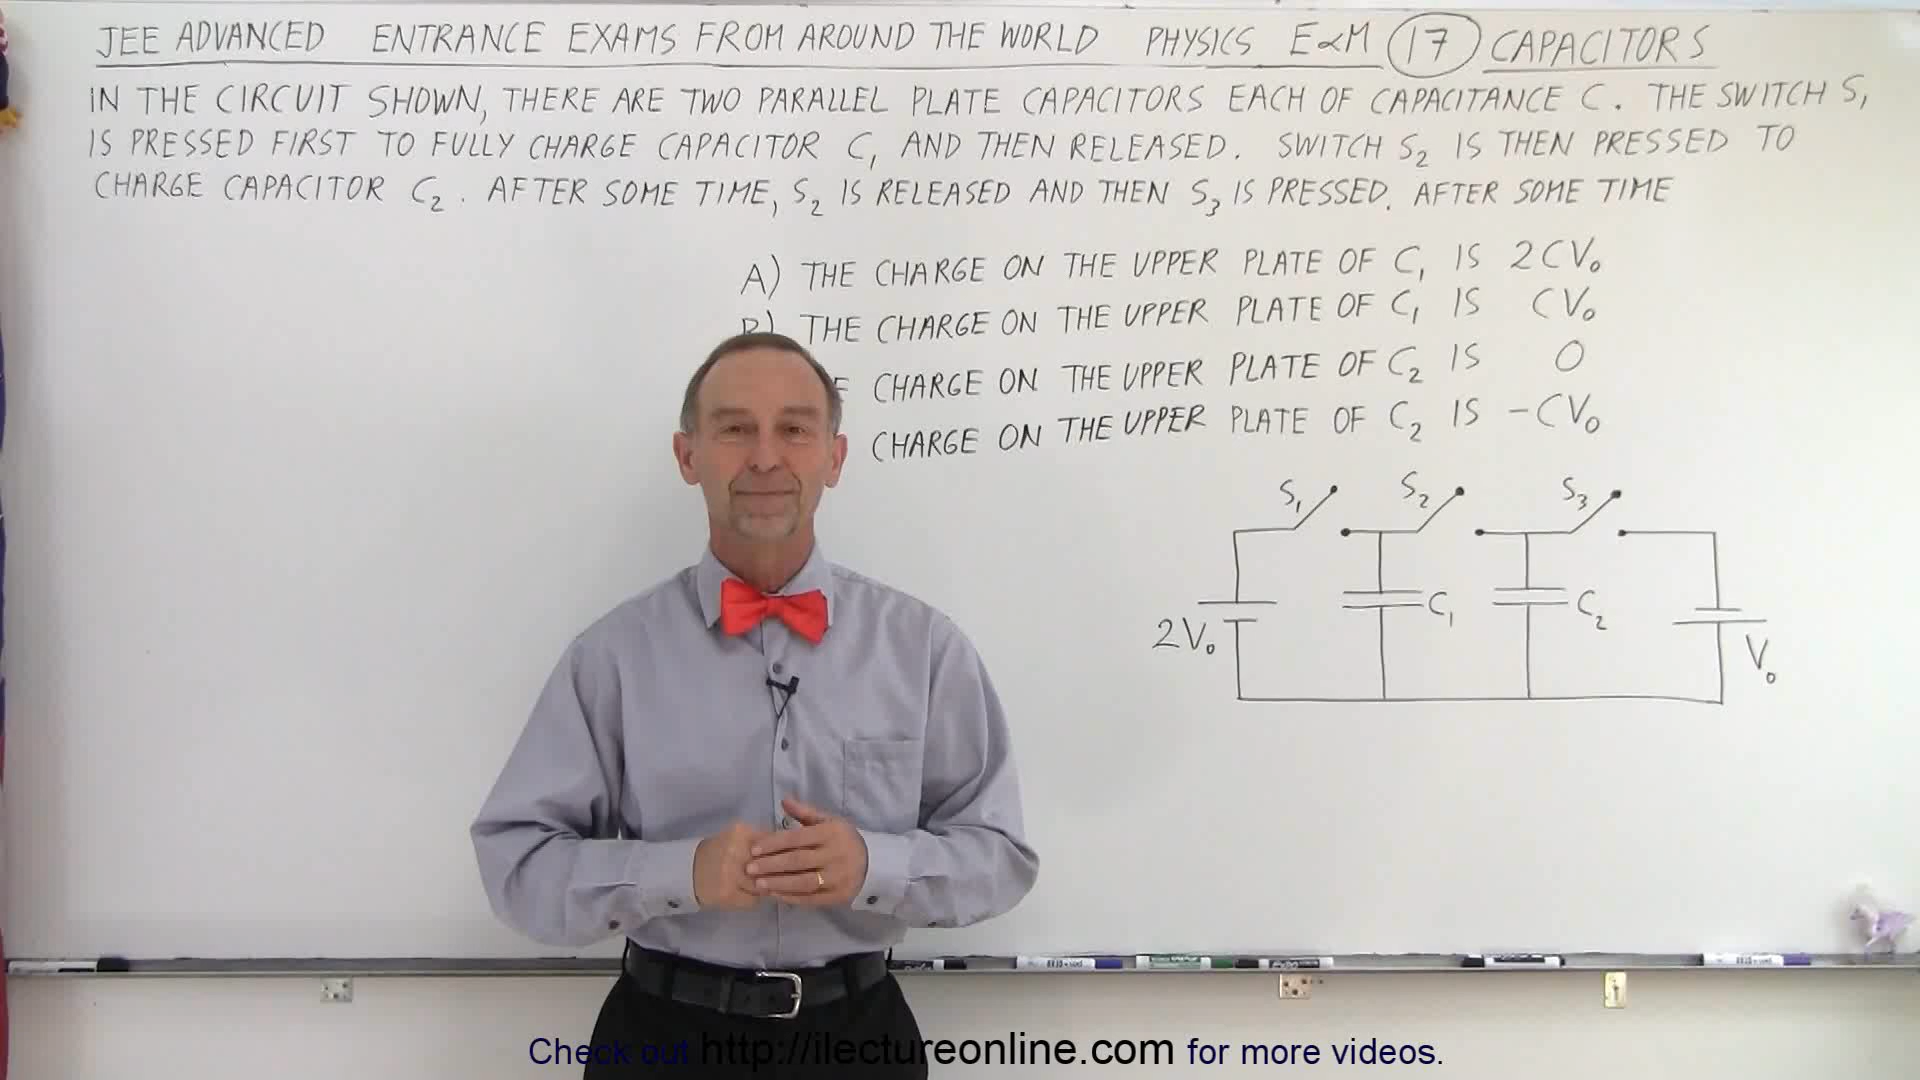 JEE ADVANCED ENTRANCE EXAMS FROM AROUND THE WORLD PHYSICS E&M 17 CAPACITORS
IN THE CIRCUIT SHOWN, THERE ARE TWO PARALLEL PLATE CAPACITORS EACH OF CAPACITANCE C. THE SWITCH S₁
IS PRESSED FIRST TO FULLY CHARGE CAPACITOR C₁ AND THEN RELEASED. SWITCH S₂ IS THEN PRESSED TO
CHARGE CAPACITOR C₂. AFTER SOME TIME, S₂ IS RELEASED AND THEN S₃ IS PRESSED. AFTER SOME TIME
A) THE CHARGE ON THE UPPER PLATE OF C₁ IS 2CV₀
B) THE CHARGE ON THE UPPER PLATE OF C₁ IS CV₀
CHARGE ON THE UPPER PLATE OF C₂ IS 0
CHARGE ON THE UPPER PLATE OF C₂ IS -CV₀
S₁ S₂ S₃
2V₀ C₁ C₂ V₀
Check out http://ilectureonline.com for more videos.